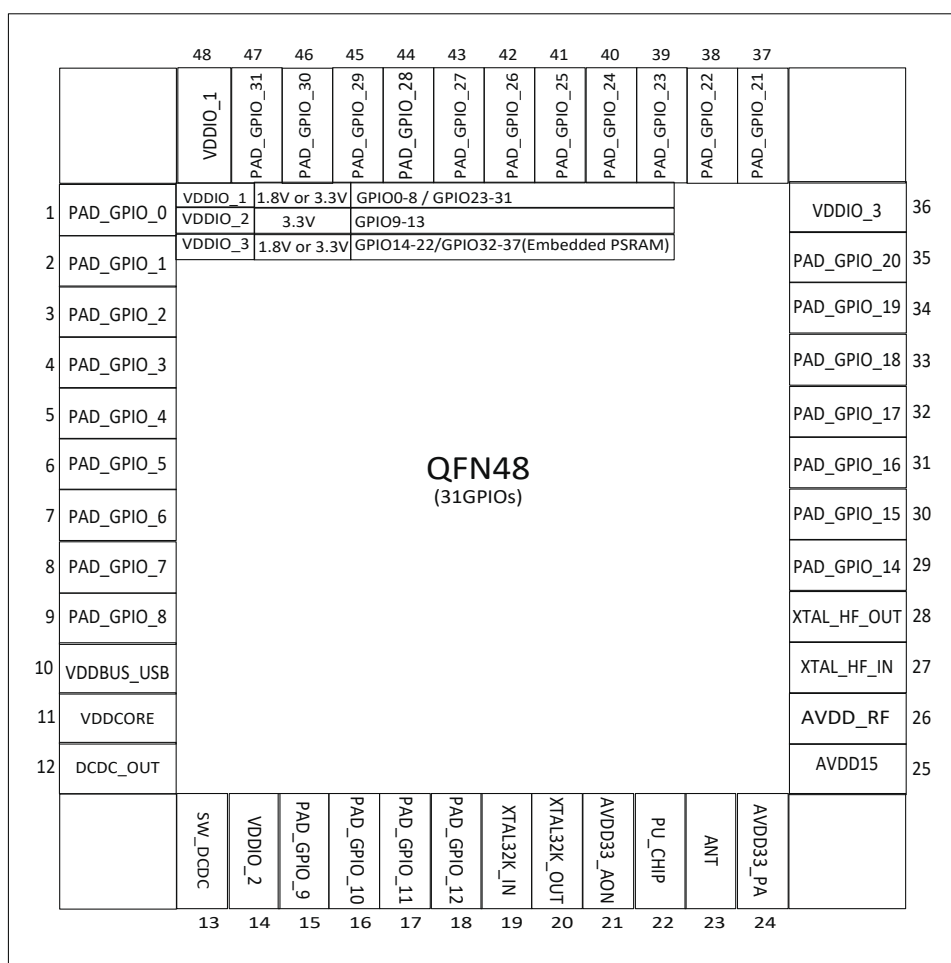 48 47 46 45 44 43 42 41 40 39 38 37
VDDIO_1
PAD_GPIO_31
PAD_GPIO_30
PAD_GPIO_29
PAD_GPIO_28
PAD_GPIO_27
PAD_GPIO_26
PAD_GPIO_25
PAD_GPIO_24
PAD_GPIO_23
PAD_GPIO_22
PAD_GPIO_21
VDDIO_1 1.8V or 3.3V GPIO0-8 / GPIO23-31
VDDIO_2 3.3V GPIO9-13
VDDIO_3 1.8V or 3.3V GPIO14-22/GPIO32-37(Embedded PSRAM)
1 PAD_GPIO_0
2 PAD_GPIO_1
3 PAD_GPIO_2
4 PAD_GPIO_3
5 PAD_GPIO_4
6 PAD_GPIO_5
7 PAD_GPIO_6
8 PAD_GPIO_7
9 PAD_GPIO_8
10 VDDBUS_USB
11 VDDCORE
12 DCDC_OUT
QFN48
(31GPIOs)
VDDIO_3 36
PAD_GPIO_20 35
PAD_GPIO_19 34
PAD_GPIO_18 33
PAD_GPIO_17 32
PAD_GPIO_16 31
PAD_GPIO_15 30
PAD_GPIO_14 29
XTAL_HF_OUT 28
XTAL_HF_IN 27
AVDD_RF 26
AVDD15 25
SW_DCDC
VDDIO_2
PAD_GPIO_9
PAD_GPIO_10
PAD_GPIO_11
PAD_GPIO_12
XTAL32K_IN
XTAL32K_OUT
AVDD33_AON
PU_CHIP
ANT
AVDD33_PA
13 14 15 16 17 18 19 20 21 22 23 24